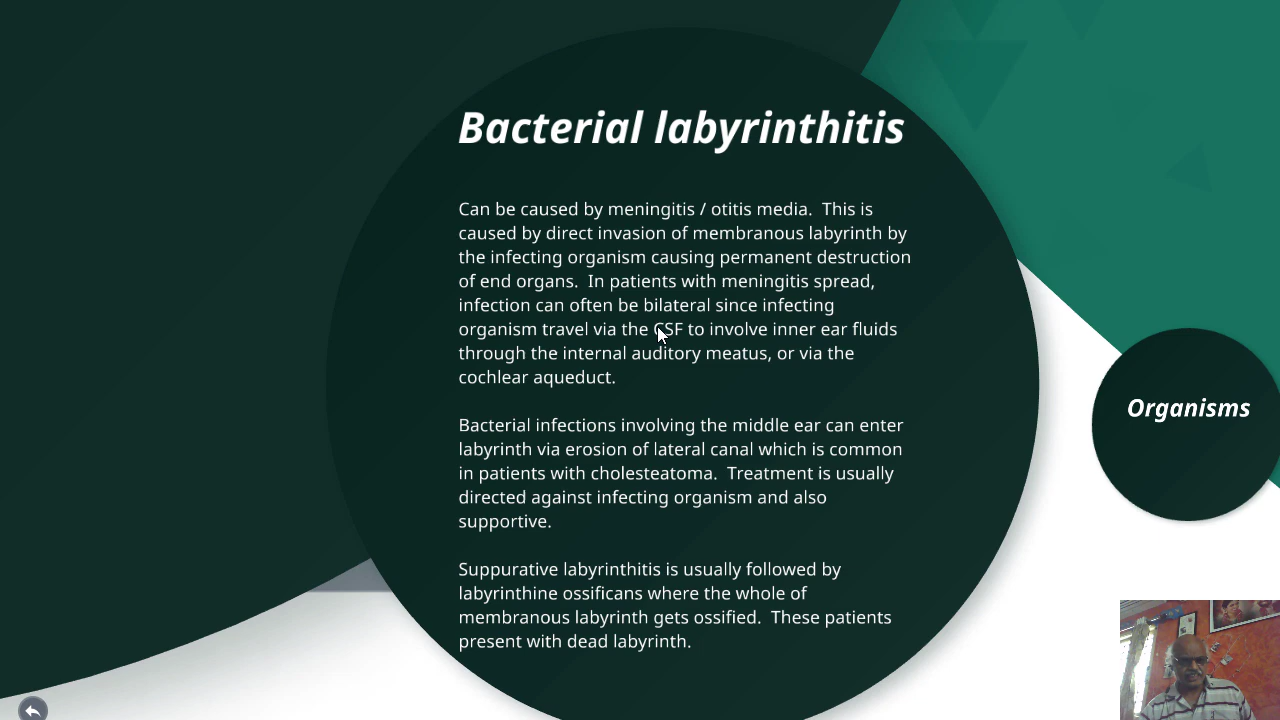 Bacterial labyrinthitis
Can be caused by meningitis / otitis media.  This is
caused by direct invasion of membranous labyrinth by
the infecting organism causing permanent destruction
of end organs.  In patients with meningitis spread,
infection can often be bilateral since infecting
organism travel via the CSF to involve inner ear fluids
through the internal auditory meatus, or via the
cochlear aqueduct.
Bacterial infections involving the middle ear can enter
labyrinth via erosion of lateral canal which is common
in patients with cholesteatoma.  Treatment is usually
directed against infecting organism and also
supportive.
Suppurative labyrinthitis is usually followed by
labyrinthine ossificans where the whole of
membranous labyrinth gets ossified.  These patients
present with dead labyrinth.
Organisms